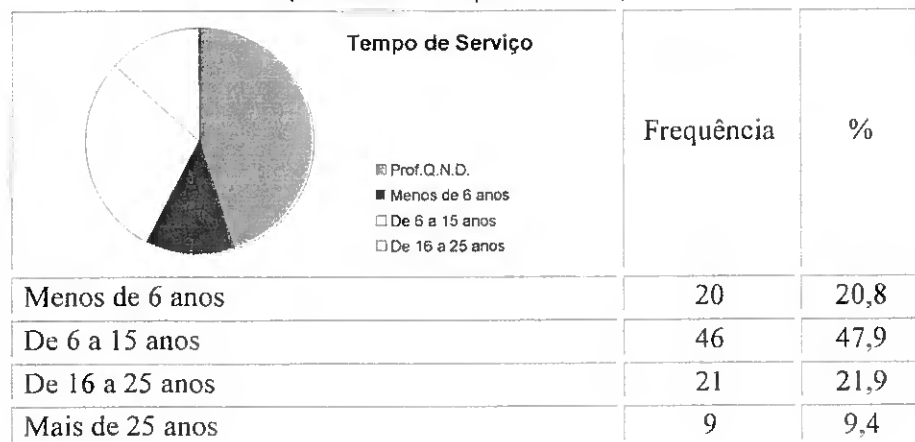 Tempo de Serviço
Frequência %
Prof.Q.N.D.
Menos de 6 anos
De 6 a 15 anos
De 16 a 25 anos
Menos de 6 anos 20 20,8
De 6 a 15 anos 46 47,9
De 16 a 25 anos 21 21,9
Mais de 25 anos 9 9,4